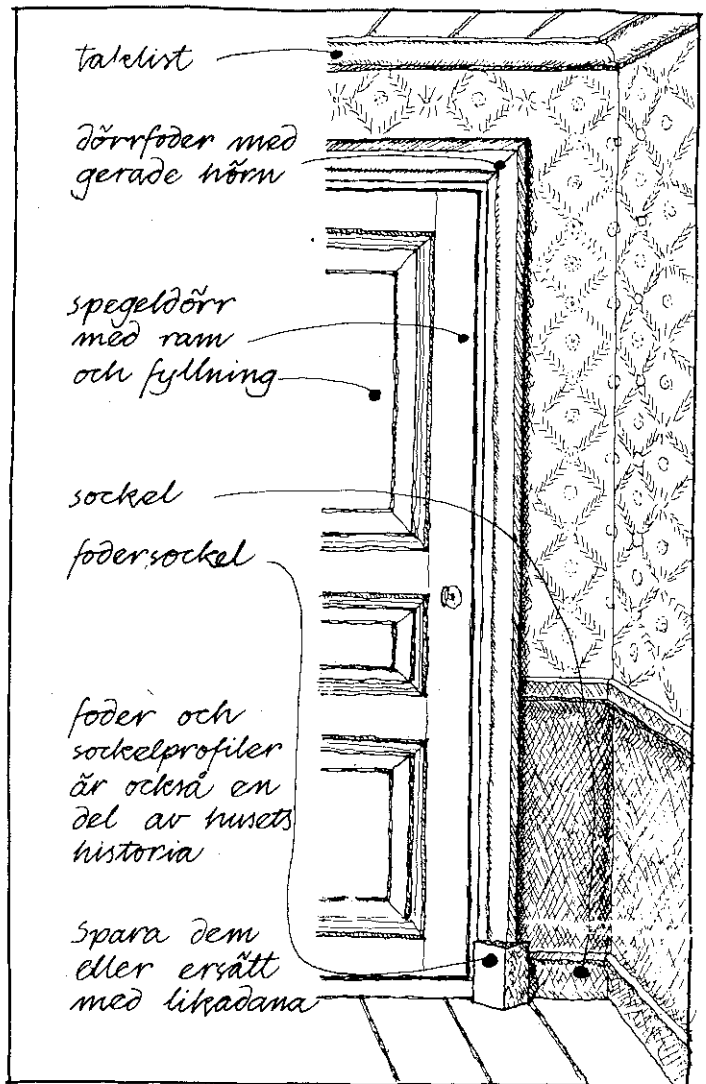 taklist
dörrfoder med
gerade hörn
spegeldörr
med ram
och fyllning
sockel
fodersockel
foder och
sockelprofiler
är också en
del av husets
historia
Spara dem
eller ersätt
med likadana